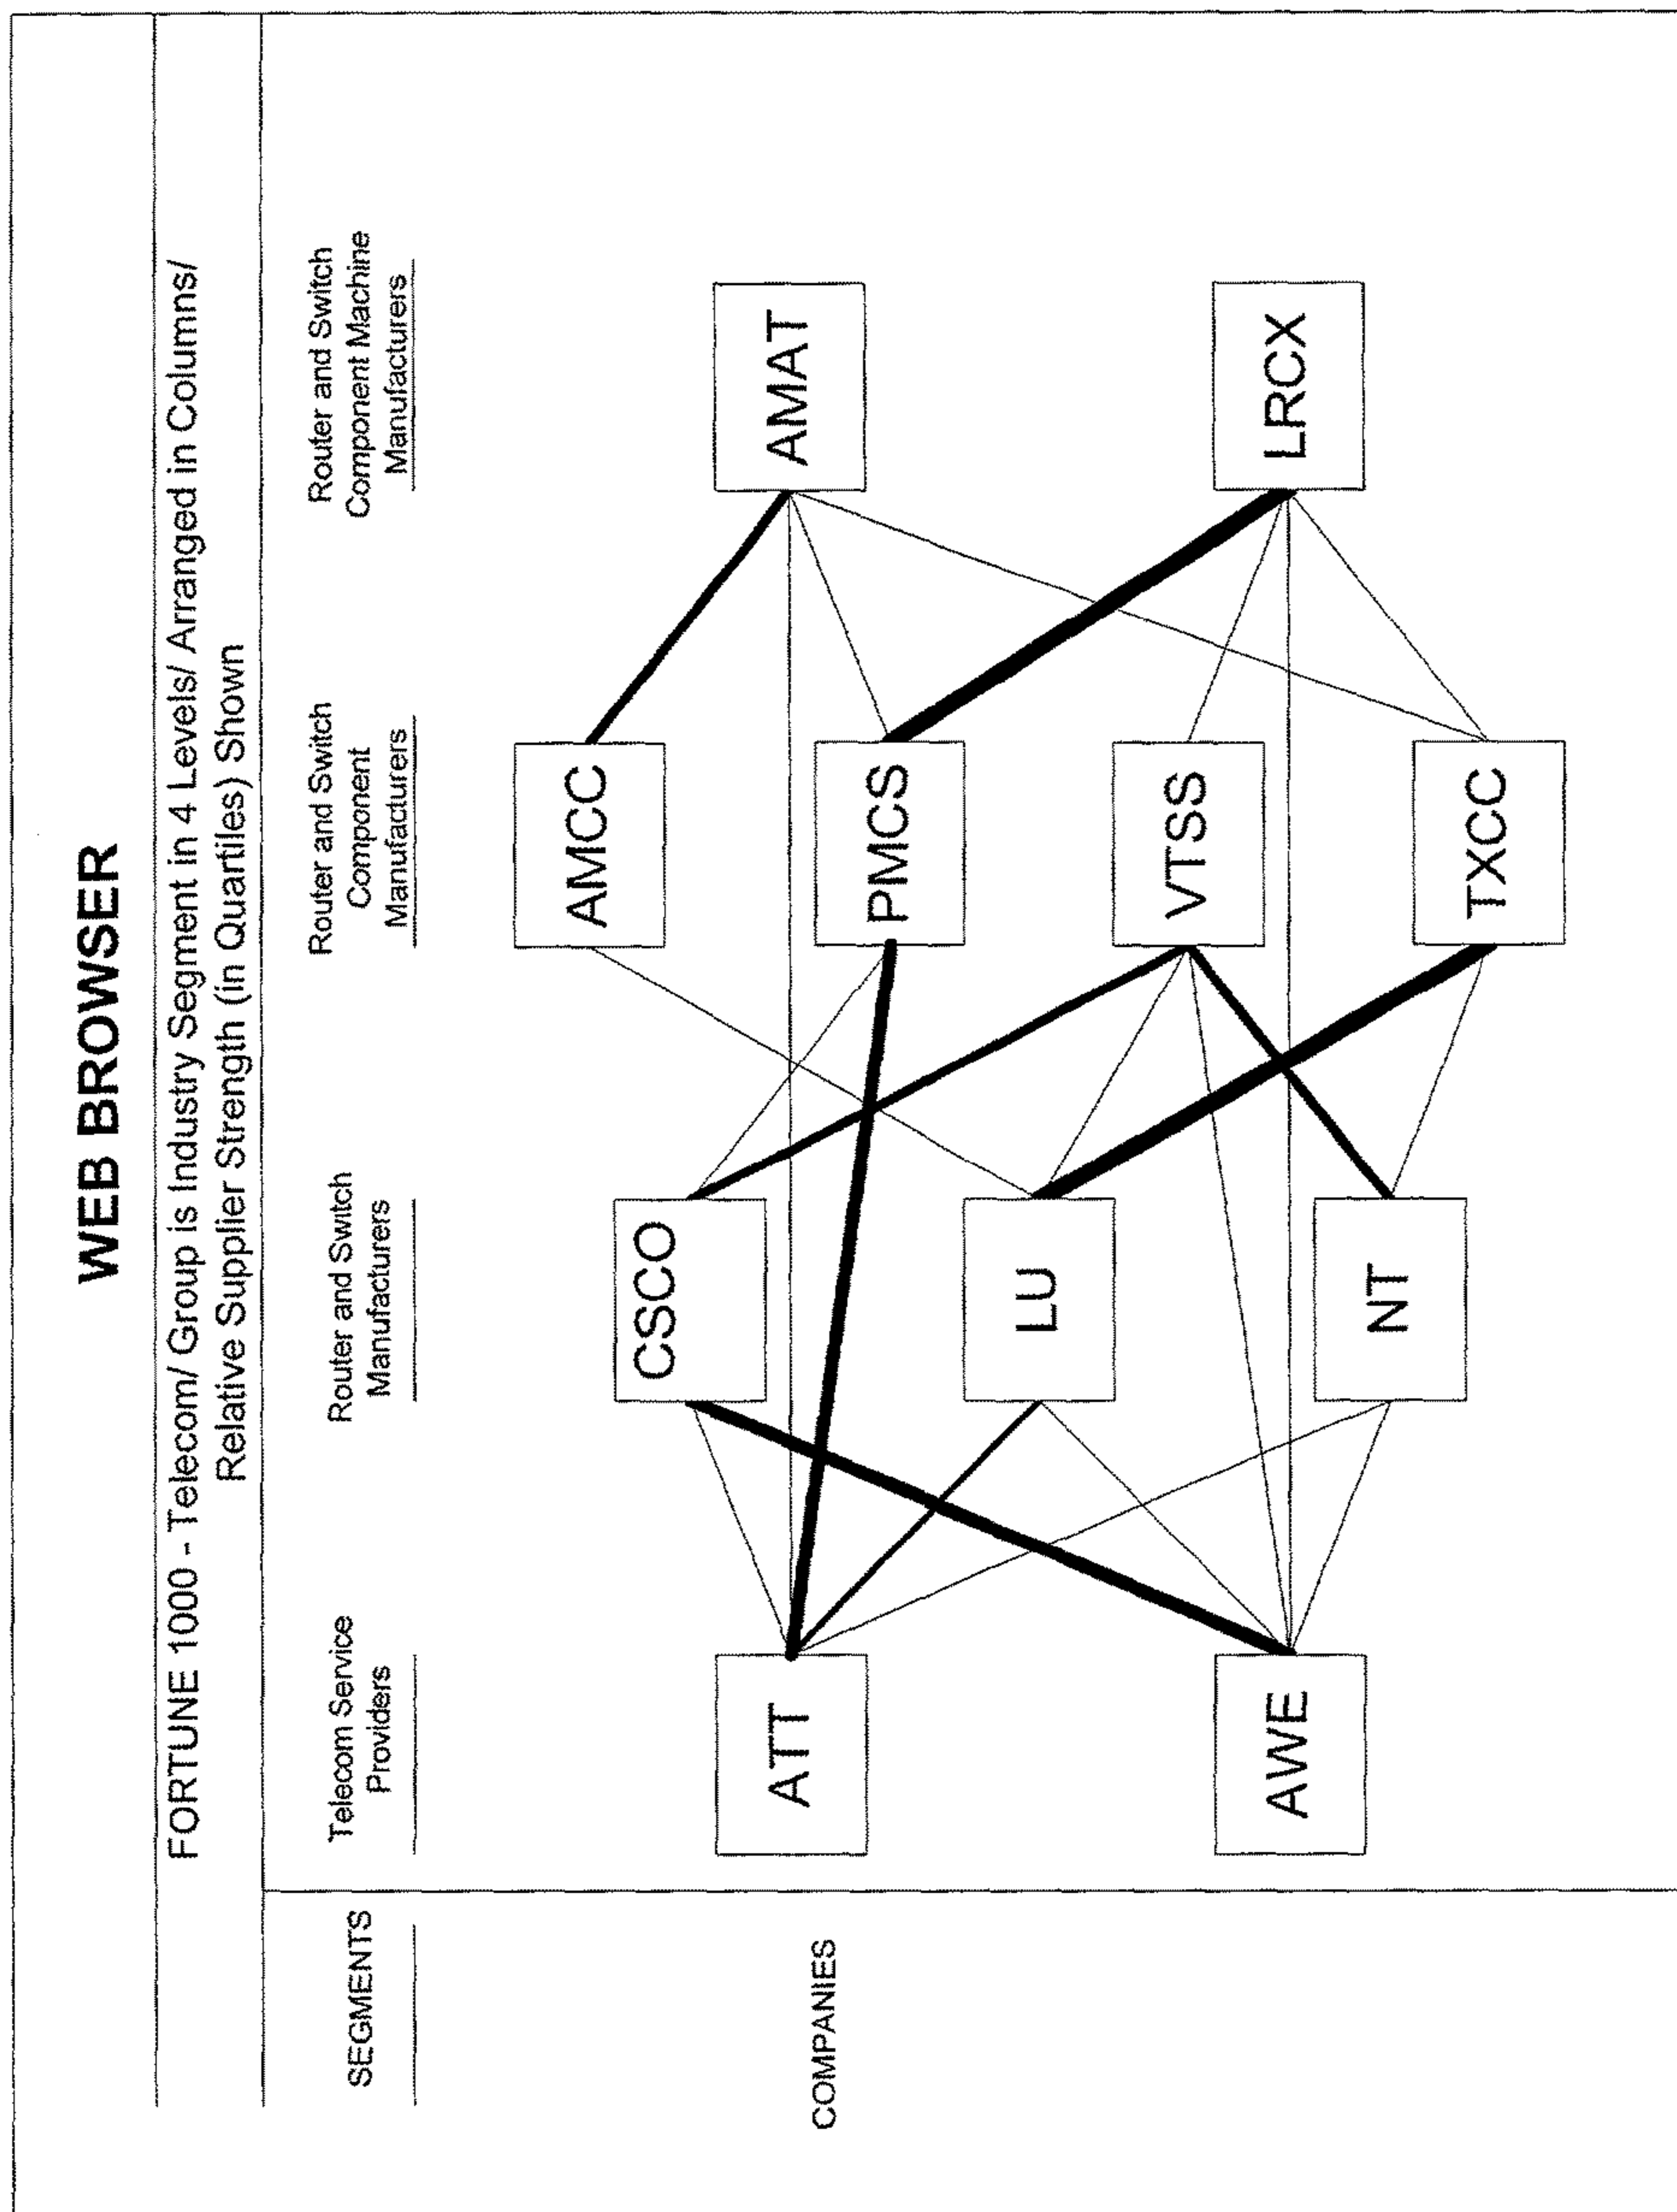 WEB BROWSER
FORTUNE 1000 - Telecom/ Group is Industry Segment in 4 Levels/ Arranged in Columns/
Relative Supplier Strength (in Quartiles) Shown
SEGMENTS
Telecom Service
Providers
Router and Switch
Manufacturers
Router and Switch
Component
Manufacturers
Router and Switch
Component Machine
Manufacturers
COMPANIES
ATT
AWE
CSCO
LU
NT
AMCC
PMCS
VTSS
TXCC
AMAT
LRCX